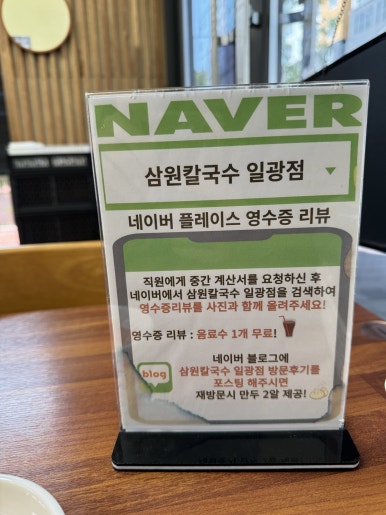 NAVER
삼원칼국수 일광점
네이버 플레이스 영수증 리뷰
직원에게 중간 계산서를 요청하신 후
네이버에서 삼원칼국수 일광점을 검색하여
영수증리뷰를 사진과 함께 올려주세요!
영수증 리뷰 : 음료수 1개 무료!
네이버 블로그에
blog
삼원칼국수 일광점 방문후기를
포스팅 해주시면
재방문시 만두 2알 제공!